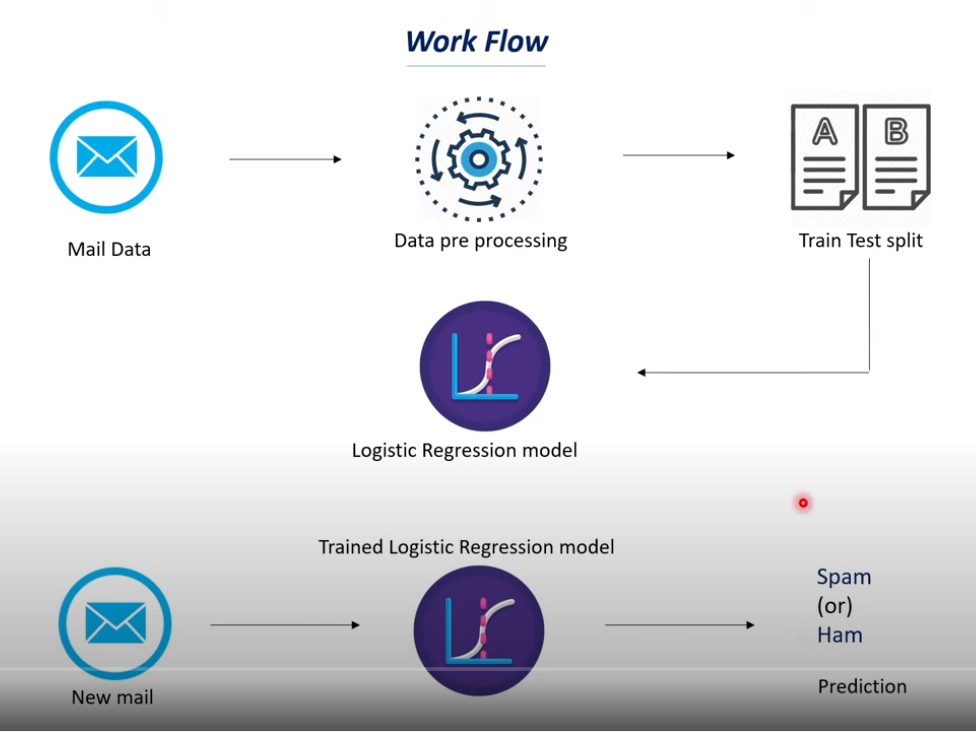 Work Flow
Mail Data
Data pre processing
A
B
Train Test split
Logistic Regression model
Trained Logistic Regression model
New mail
Spam
(or)
Ham
Prediction